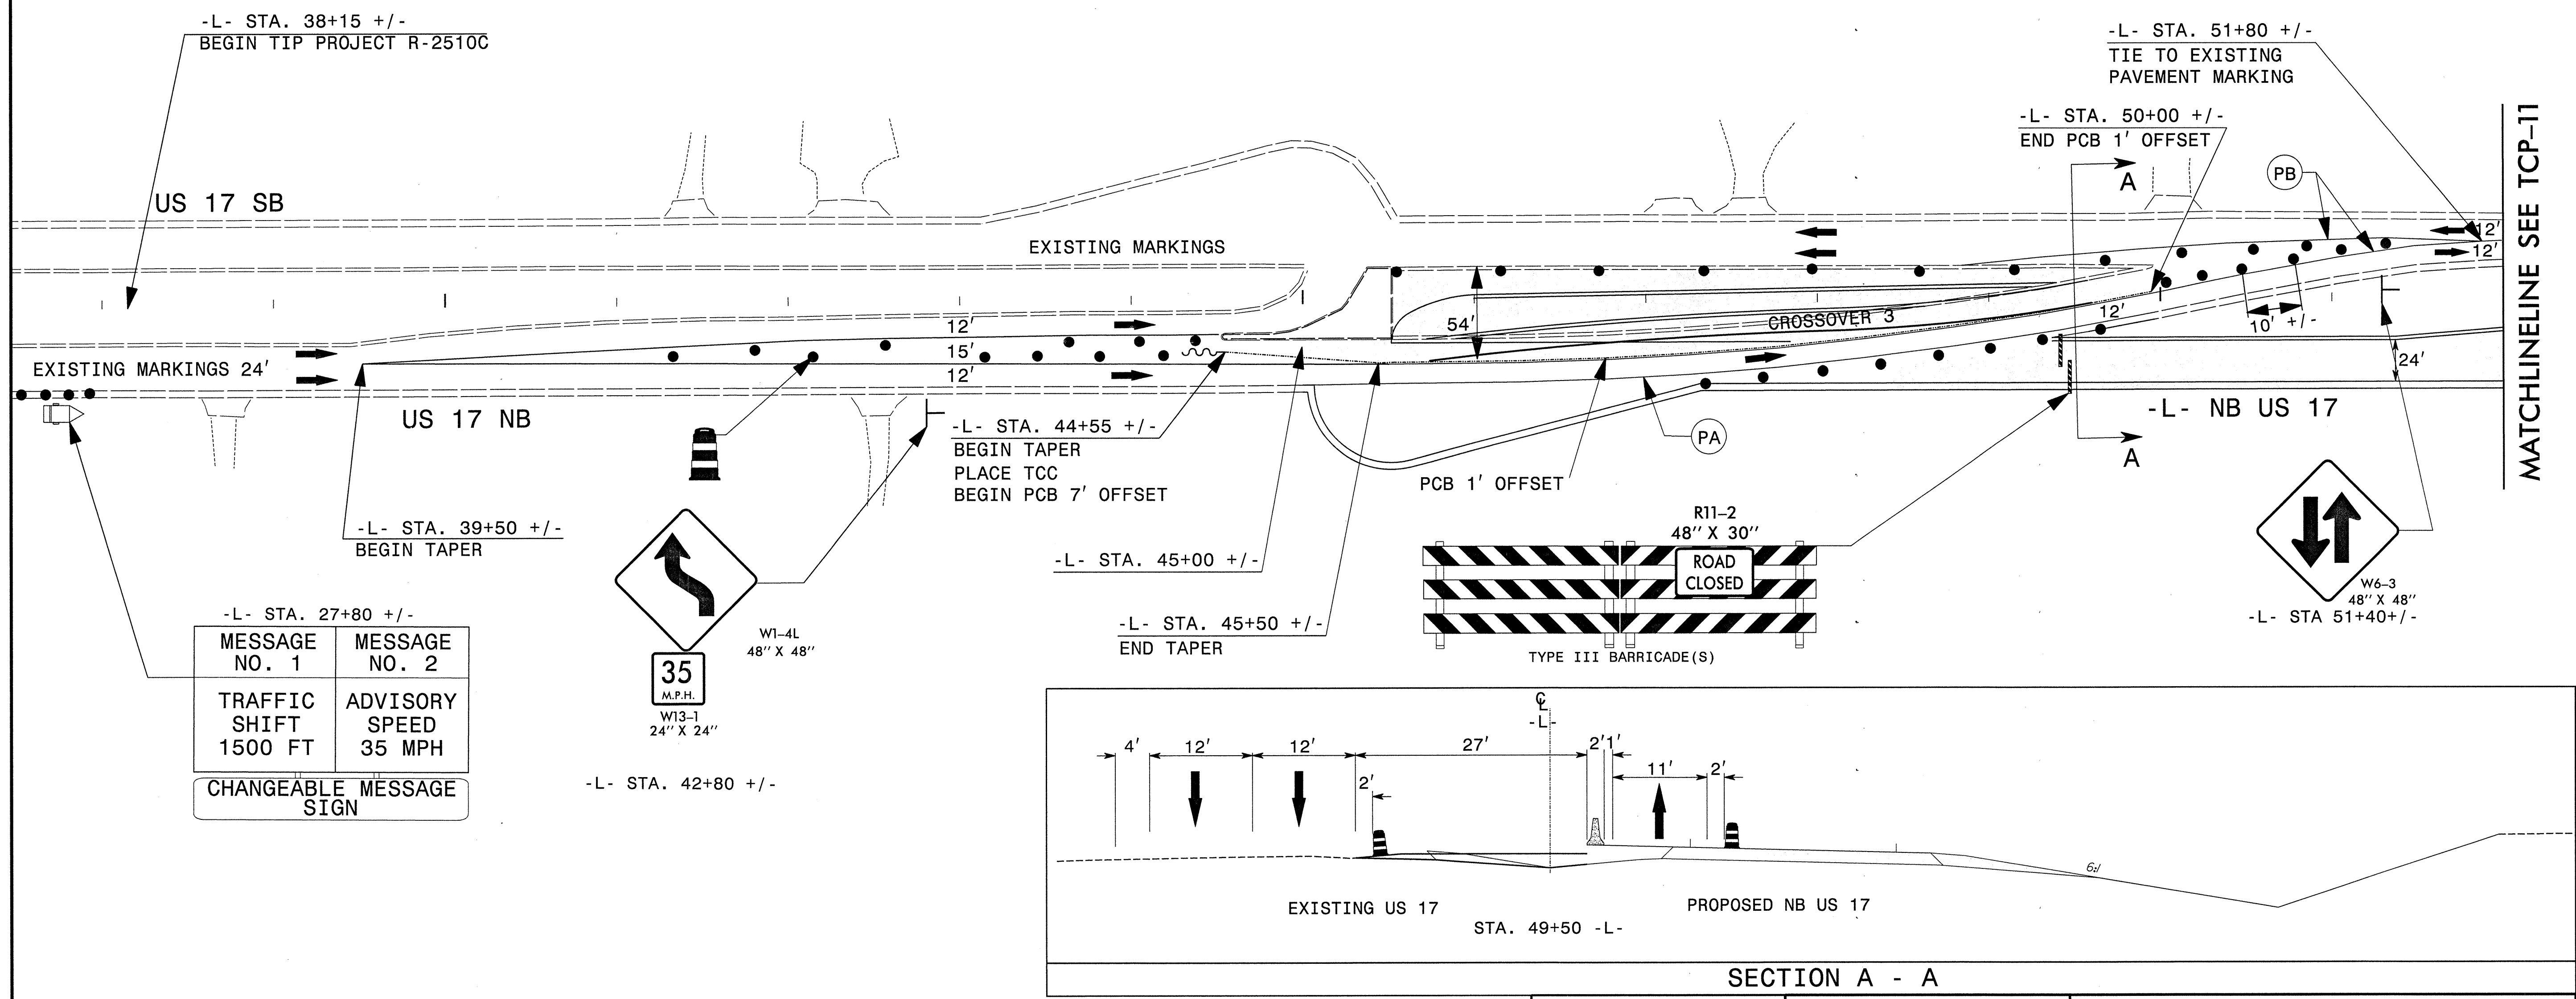 -L- STA. 38+15 +/-
BEGIN TIP PROJECT R-2510C
-L- STA. 51+80 +/-
TIE TO EXISTING
PAVEMENT MARKING
-L- STA. 50+00 +/-
END PCB 1' OFFSET
A
PB
MATCHLINELINE SEE TCP-11
US 17 SB
EXISTING MARKINGS
12'
12'
54'
CROSSOVER 3
12'
10' +/-
12'
15'
12'
EXISTING MARKINGS 24'
24'
US 17 NB
-L- NB US 17
PA
A
-L- STA. 44+55 +/-
BEGIN TAPER
PLACE TCC
BEGIN PCB 7' OFFSET
PCB 1' OFFSET
-L- STA. 39+50 +/-
BEGIN TAPER
-L- STA. 45+00 +/-
R11-2
48" X 30"
ROAD
CLOSED
TYPE III BARRICADE(S)
W6-3
48" X 48"
-L- STA 51+40+/-
-L- STA. 45+50 +/-
END TAPER
-L- STA. 27+80 +/-
MESSAGE
NO. 1
MESSAGE
NO. 2
TRAFFIC
SHIFT
1500 FT
ADVISORY
SPEED
35 MPH
CHANGEABLE MESSAGE
SIGN
W1-4L
48" X 48"
35
M.P.H.
W13-1
24" X 24"
-L- STA. 42+80 +/-
℄
-L-
4' 12' 12' 27' 2' 1'
2' 11' 2'
6:1
EXISTING US 17
PROPOSED NB US 17
STA. 49+50 -L-
SECTION A - A